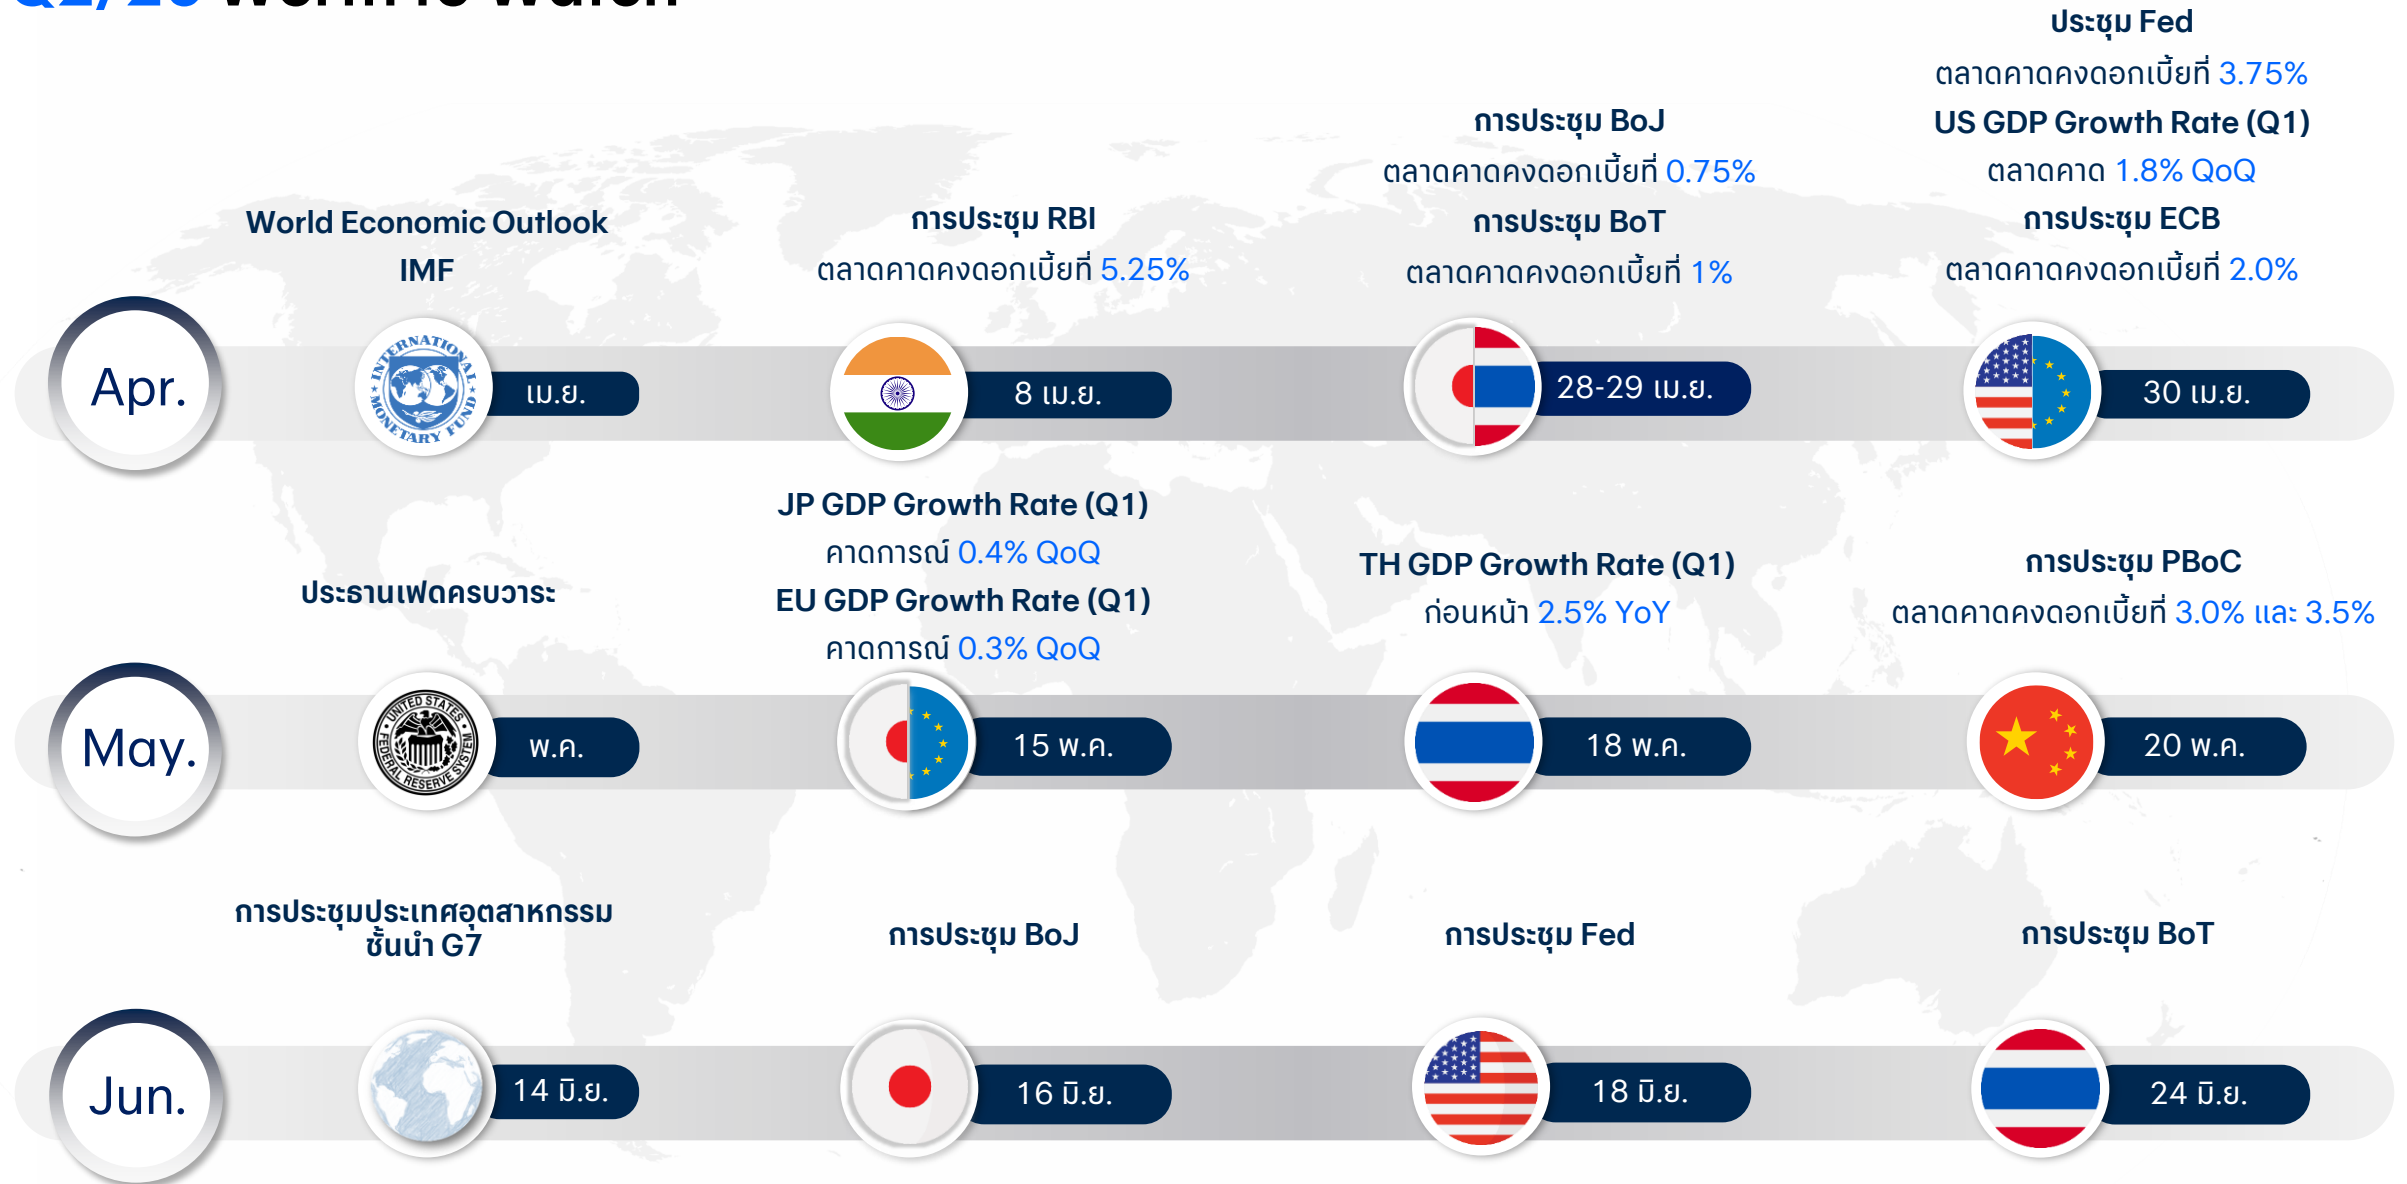 Q2/26 Worth to Watch
World Economic Outlook
IMF
การประชุม RBI
ตลาดคาดคงดอกเบี้ยที่ 5.25%
การประชุม BoJ
ตลาดคาดคงดอกเบี้ยที่ 0.75%
การประชุม BoT
ตลาดคาดคงดอกเบี้ยที่ 1%
ประชุม Fed
ตลาดคาดคงดอกเบี้ยที่ 3.75%
US GDP Growth Rate (Q1)
ตลาดคาด 1.8% QoQ
การประชุม ECB
ตลาดคาดคงดอกเบี้ยที่ 2.0%
Apr.
INTERNATIONAL MONETARY FUND
เม.ย.
8 เม.ย.
28-29 เม.ย.
30 เม.ย.
ประธานเฟดครบวาระ
JP GDP Growth Rate (Q1)
คาดการณ์ 0.4% QoQ
EU GDP Growth Rate (Q1)
คาดการณ์ 0.3% QoQ
TH GDP Growth Rate (Q1)
ก่อนหน้า 2.5% YoY
การประชุม PBoC
ตลาดคาดคงดอกเบี้ยที่ 3.0% และ 3.5%
May.
UNITED STATES FEDERAL RESERVE SYSTEM
พ.ค.
15 พ.ค.
18 พ.ค.
20 พ.ค.
การประชุมประเทศอุตสาหกรรม
ชั้นนำ G7
การประชุม BoJ
การประชุม Fed
การประชุม BoT
Jun.
14 มิ.ย.
16 มิ.ย.
18 มิ.ย.
24 มิ.ย.